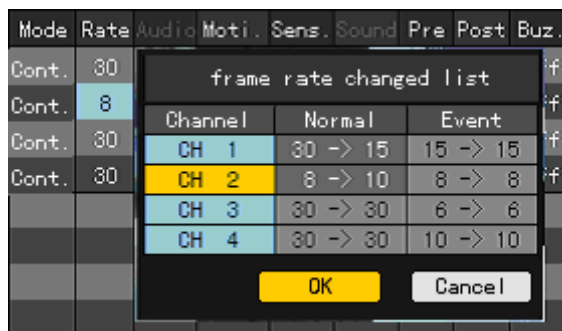 Mode Rate Audio Moti. Sens. Sound Pre Post Buz.
Cont. 30
frame rate changed list
Cont. 8
Channel Normal Event
Cont. 30
CH 1 30 -> 15 15 -> 15
Cont. 30
CH 2 8 -> 10 8 -> 8
CH 3 30 -> 30 6 -> 6
CH 4 30 -> 30 10 -> 10
OK Cancel